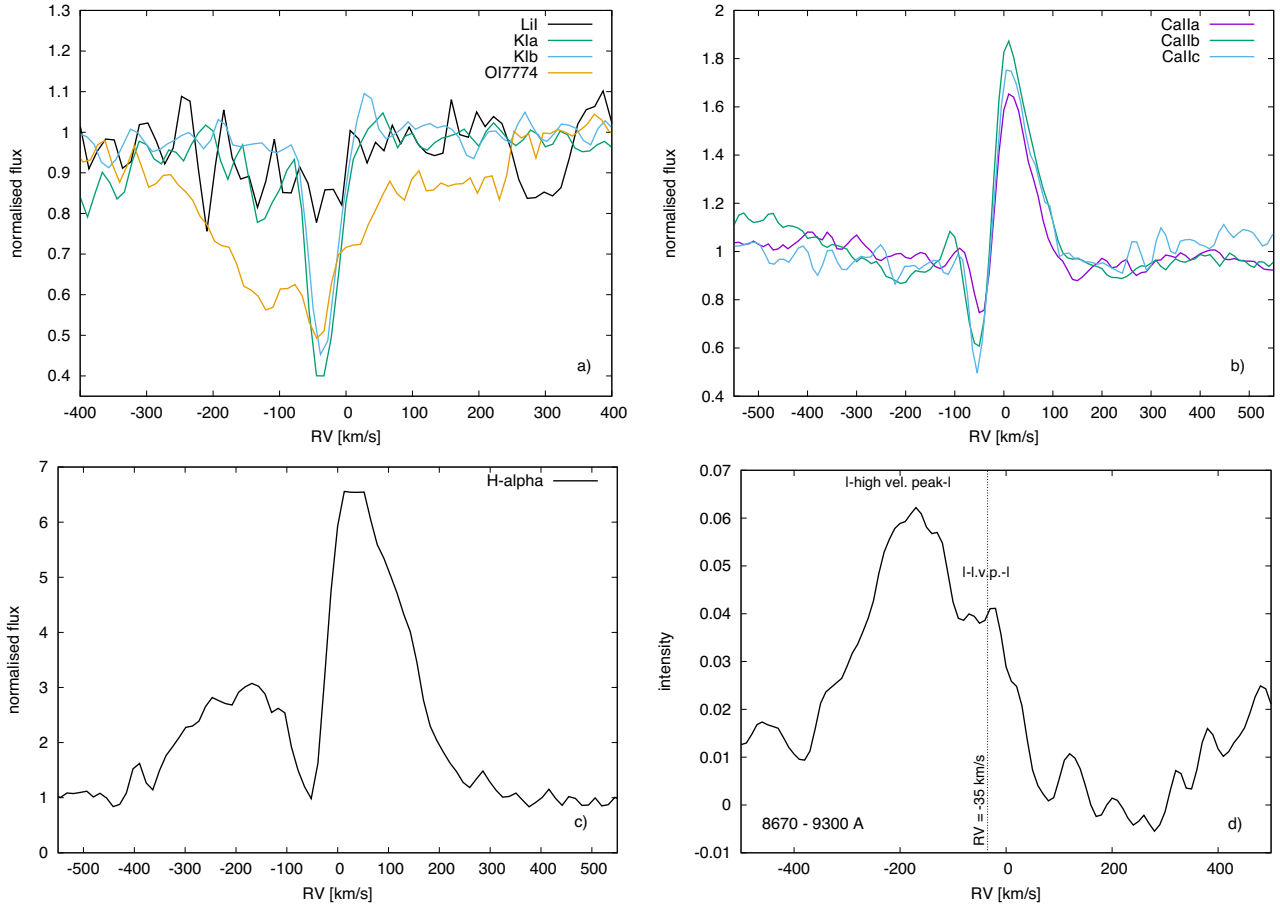 1.3
1.2
1.1
1
0.9
0.8
0.7
0.6
0.5
0.4
normalised flux
LiI
KIa
KIb
OI7774
a)
-400 -300 -200 -100 0 100 200 300 400
RV [km/s]
2
1.8
1.6
1.4
1.2
1
0.8
0.6
0.4
normalised flux
CaIIa
CaIIb
CaIIc
b)
-500 -400 -300 -200 -100 0 100 200 300 400 500
RV [km/s]
7
6
5
4
3
2
1
0
normalised flux
H-alpha
c)
-500 -400 -300 -200 -100 0 100 200 300 400 500
RV [km/s]
0.07
0.06
0.05
0.04
0.03
0.02
0.01
0
-0.01
intensity
|-high vel. peak-|
|-l.v.p.-|
RV = -35 km/s
8670 - 9300 A
d)
-400 -200 0 200 400
RV [km/s]